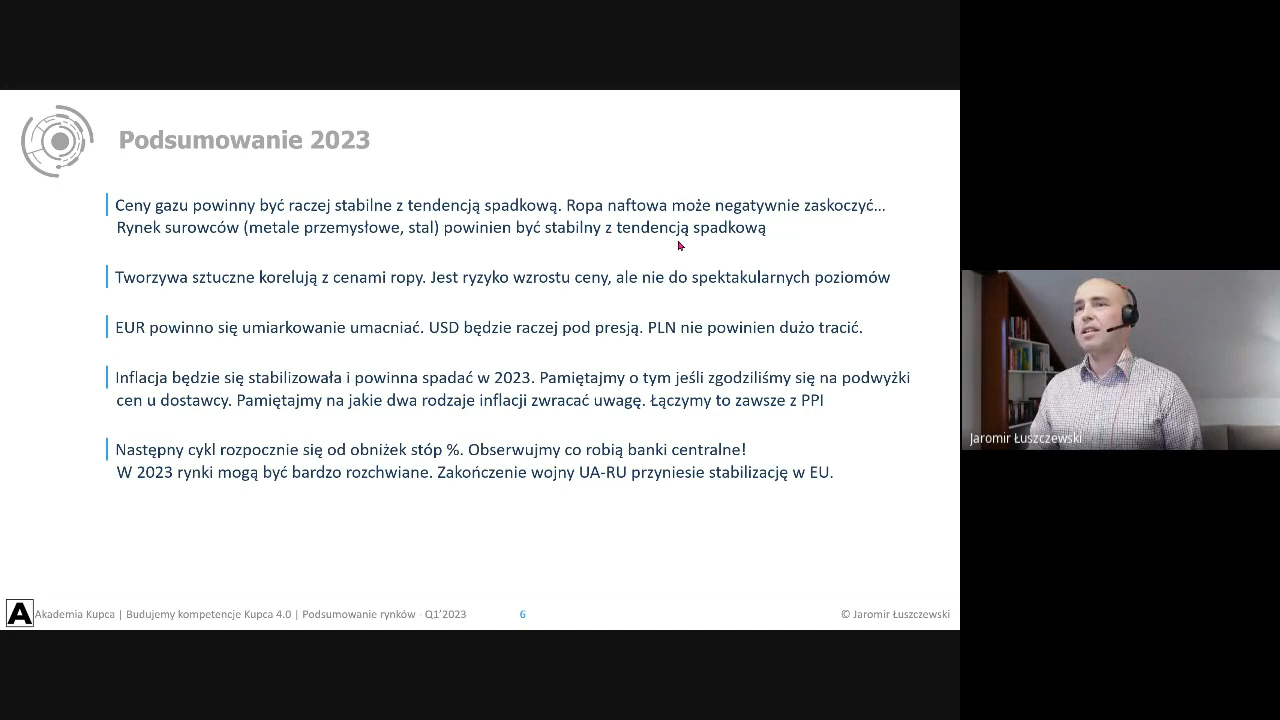 Podsumowanie 2023
Ceny gazu powinny być raczej stabilne z tendencją spadkową. Ropa naftowa może negatywnie zaskoczyć...
Rynek surowców (metale przemysłowe, stal) powinien być stabilny z tendencją spadkową
Tworzywa sztuczne korelują z cenami ropy. Jest ryzyko wzrostu ceny, ale nie do spektakularnych poziomów
EUR powinno się umiarkowanie umacniać. USD będzie raczej pod presją. PLN nie powinien dużo tracić.
Inflacja będzie się stabilizowała i powinna spadać w 2023. Pamiętajmy o tym jeśli zgodziliśmy się na podwyżki
cen u dostawcy. Pamiętajmy na jakie dwa rodzaje inflacji zwracać uwagę. Łączymy to zawsze z PPI
Następny cykl rozpocznie się od obniżek stóp %. Obserwujmy co robią banki centralne!
W 2023 rynki mogą być bardzo rozchwiane. Zakończenie wojny UA-RU przyniesie stabilizację w EU.
A Akademia Kupca | Budujemy kompetencje Kupca 4.0 | Podsumowanie rynków - Q1'2023 6 © Jaromir Łuszczewski
Jaromir Łuszczewski